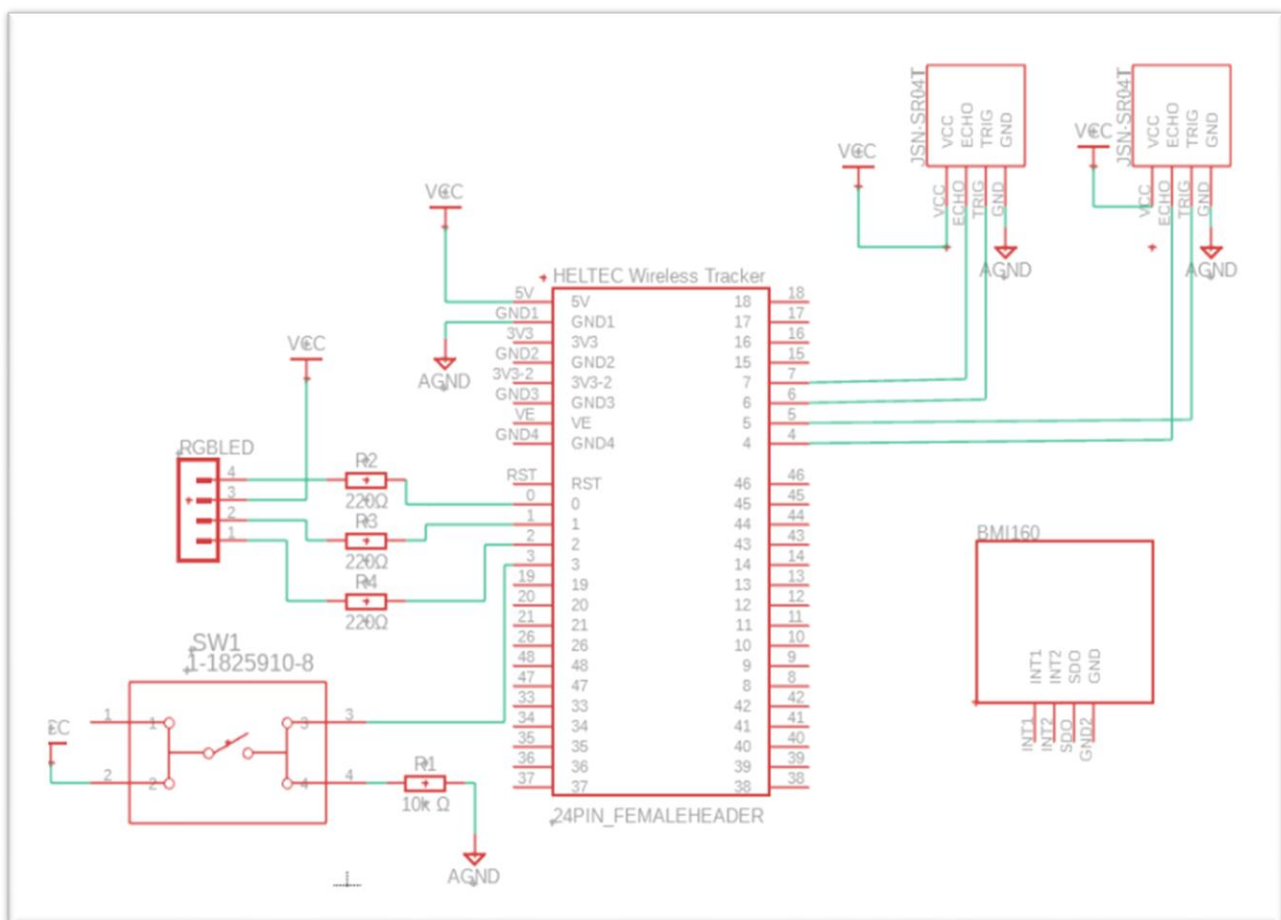 JSN-SR04T
VCC
ECHO
TRIG
GND
VCC
ECHO
TRIG
GND
VCC
AGND
JSN-SR04T
VCC
ECHO
TRIG
GND
VCC
ECHO
TRIG
GND
VCC
AGND
VCC
AGND
HELTEC Wireless Tracker
5V 5V 18 18
GND1 GND1 17 17
3V3 3V3 16 16
GND2 GND2 15 15
3V3-2 3V3-2 7 7
GND3 GND3 6 6
VE VE 5 5
GND4 GND4 4 4
RST RST 46 46
0 0 45 45
1 1 44 44
2 2 43 43
3 3 14 14
19 19 13 13
20 20 12 12
21 21 11 11
26 26 10 10
48 48 9 9
47 47 8 8
33 33 42 42
34 34 41 41
35 35 40 40
36 36 39 39
37 37 38 38
24PIN_FEMALEHEADER
VCC
RGBLED
4
3
2
1
R2
220Ω
R3
220Ω
R4
220Ω
SW1
1-1825910-8
1 1 3 3
2 2 4 4
R1
10k Ω
AGND
BMI160
INT1
INT2
SDO
GND
INT1
INT2
SDO
GND2